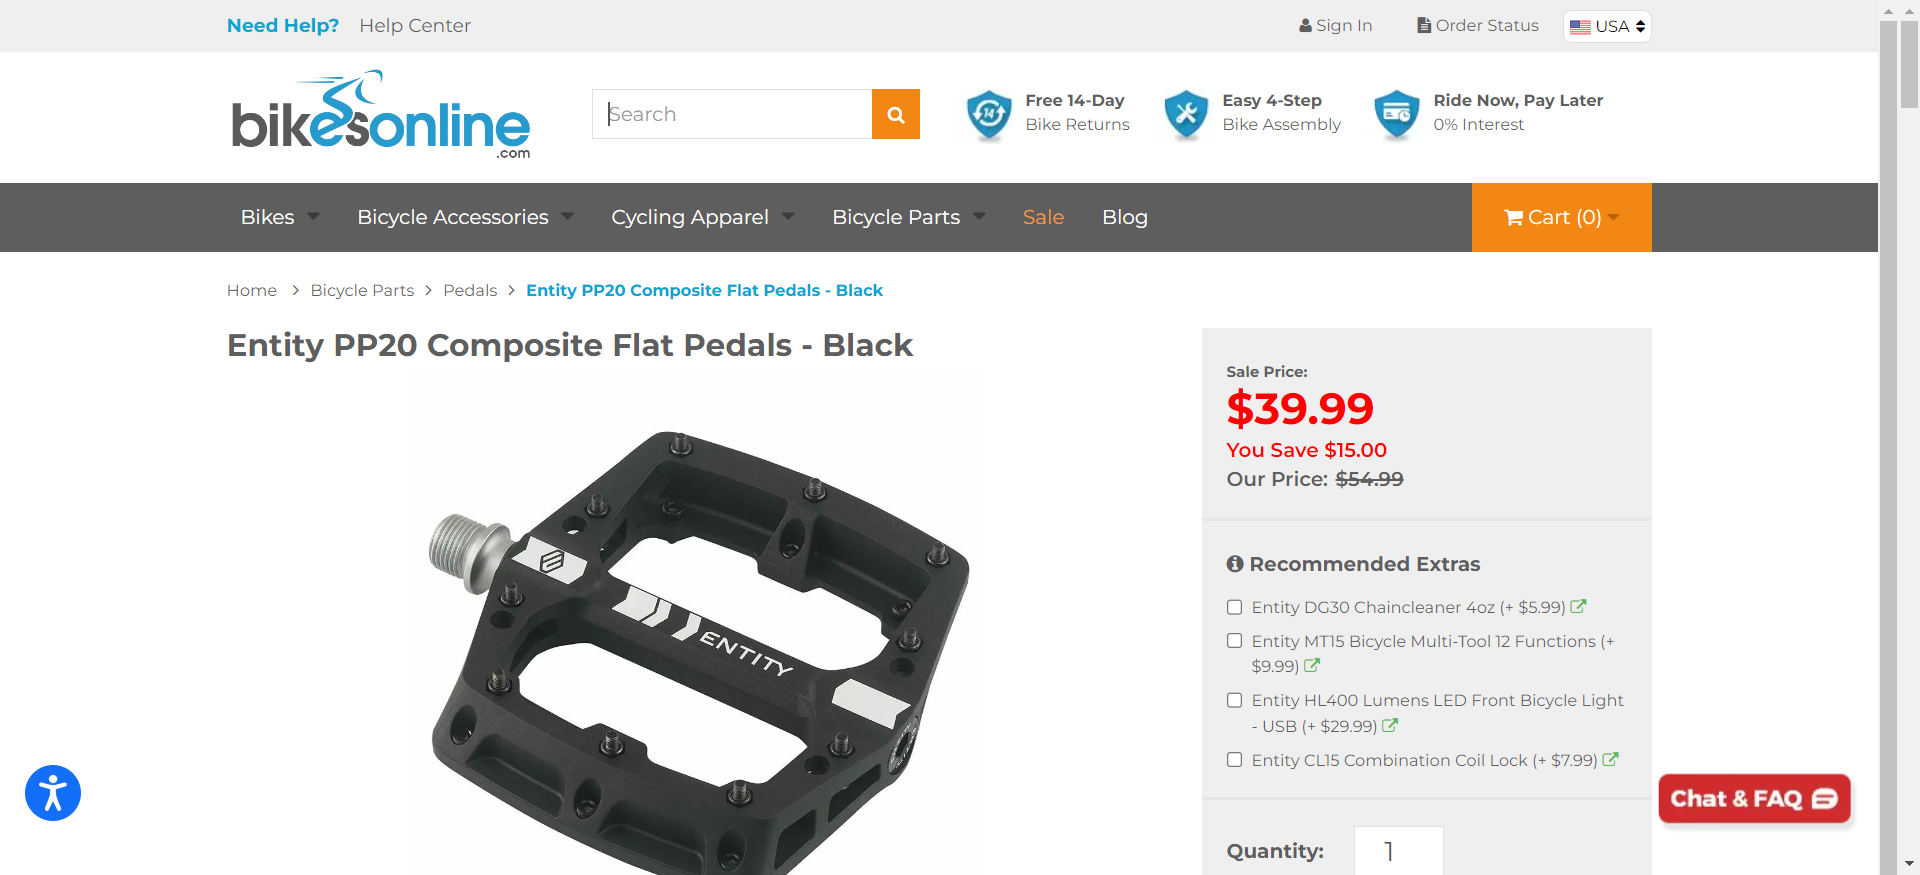 Need Help? Help Center
Sign In
Order Status
USA
bikesonline
.com
Search
Free 14-Day
Bike Returns
14
Easy 4-Step
Bike Assembly
Ride Now, Pay Later
0% Interest
Bikes
Bicycle Accessories
Cycling Apparel
Bicycle Parts
Sale
Blog
Cart (0)
Home > Bicycle Parts > Pedals > Entity PP20 Composite Flat Pedals - Black
Entity PP20 Composite Flat Pedals - Black
ENTITY
Sale Price:
$39.99
You Save $15.00
Our Price: $54.99
Recommended Extras
Entity DG30 Chaincleaner 4oz (+ $5.99)
Entity MT15 Bicycle Multi-Tool 12 Functions (+
$9.99)
Entity HL400 Lumens LED Front Bicycle Light
- USB (+ $29.99)
Entity CL15 Combination Coil Lock (+ $7.99)
Quantity: 1
Chat & FAQ